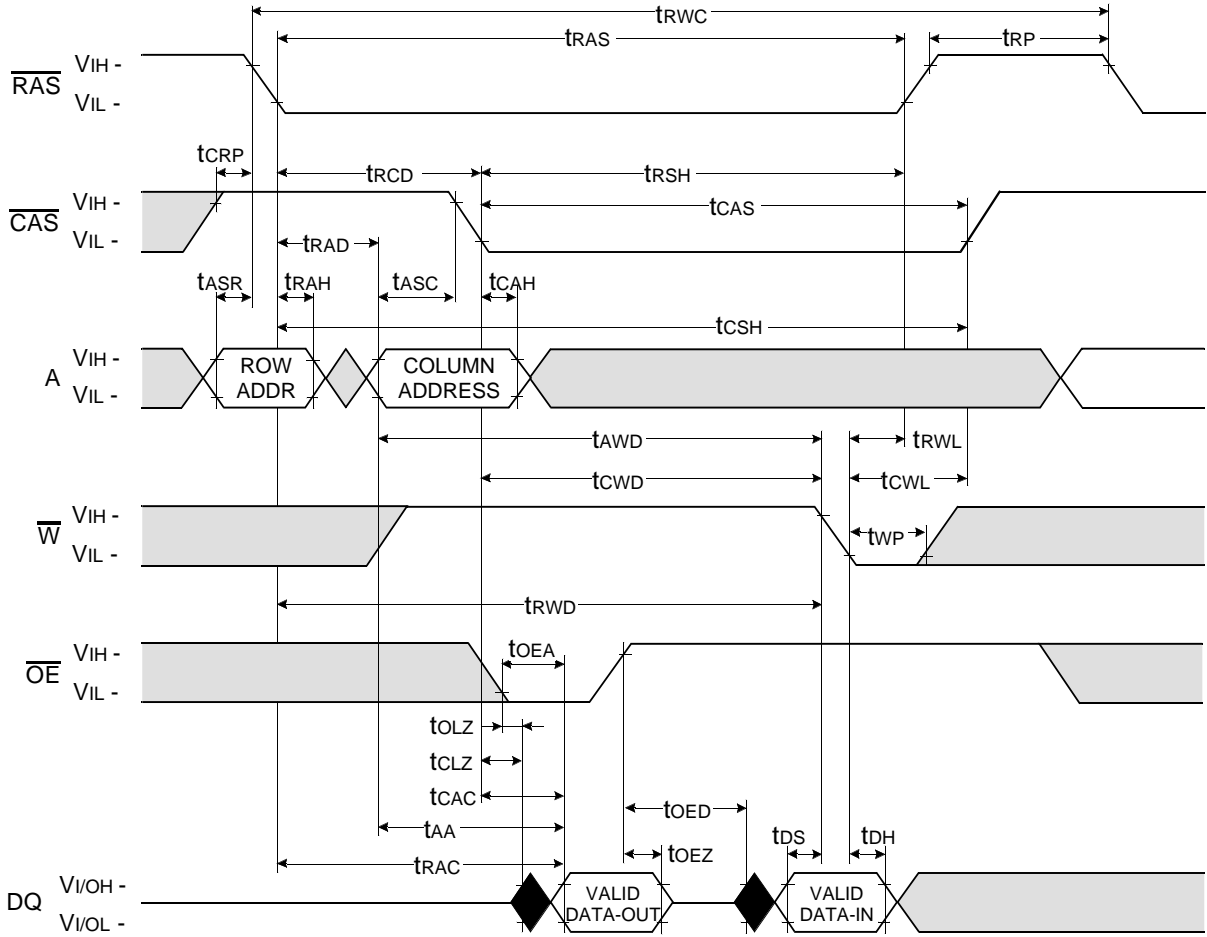 tRWC
tRAS
tRP
RAS
VIH -
VIL -
tCRP
tRCD
tRSH
CAS
VIH -
VIL -
tCAS
tRAD
tASR
tRAH
tASC
tCAH
tCSH
A
VIH -
VIL -
ROW
ADDR
COLUMN
ADDRESS
tAWD
tRWL
tCWD
tCWL
W
VIH -
VIL -
tWP
tRWD
OE
VIH -
VIL -
tOEA
tOLZ
tCLZ
tCAC
tOED
tAA
tDS
tDH
tOEZ
tRAC
DQ
VI/OH -
VI/OL -
VALID
DATA-OUT
VALID
DATA-IN